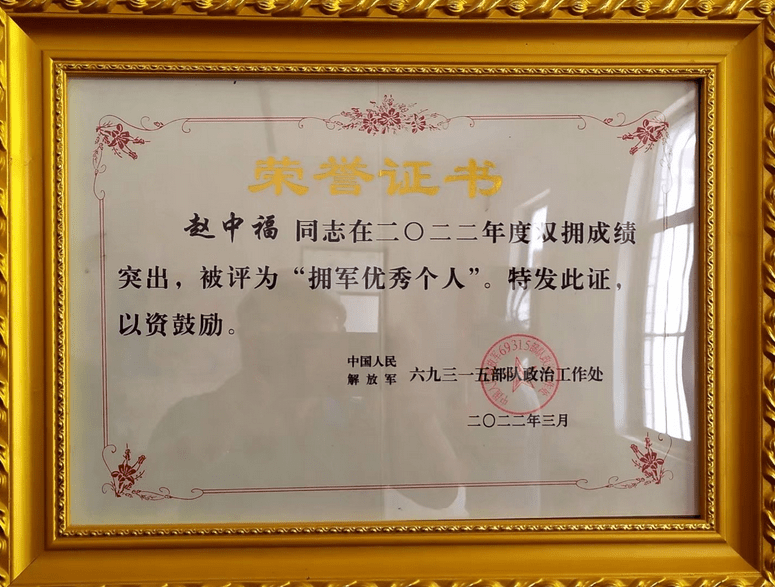 荣誉证书
赵中福 同志在二〇二二年度双拥成绩
突出，被评为“拥军优秀个人”。特发此证，
以资鼓励。
中国人民
解放军 六九三一五部队政治工作处
二〇二二年三月